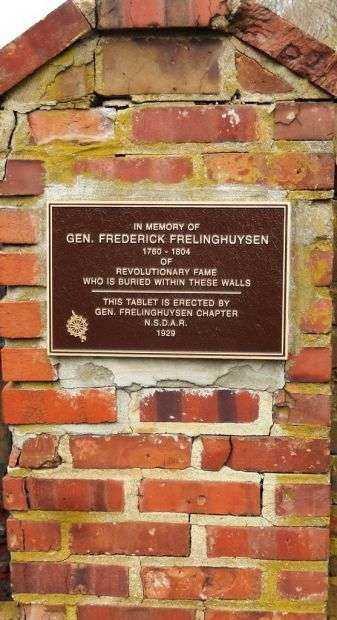 IN MEMORY OF
GEN. FREDERICK FRELINGHUYSEN
1760 - 1804
OF
REVOLUTIONARY FAME
WHO IS BURIED WITHIN THESE WALLS
THIS TABLET IS ERECTED BY
GEN. FRELINGHUYSEN CHAPTER
N.S.D.A.R.
1929